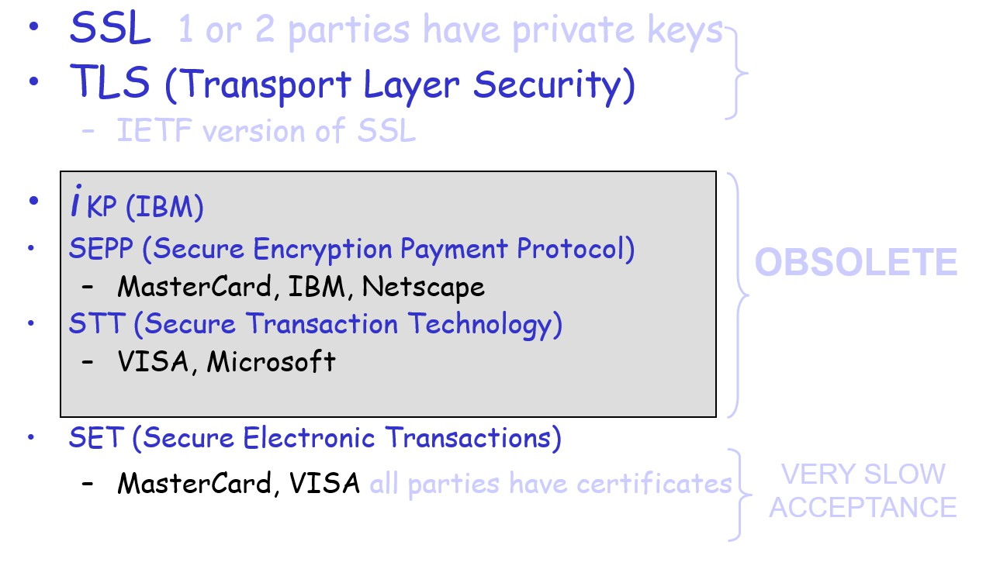 • SSL 1 or 2 parties have private keys
• TLS (Transport Layer Security)
– IETF version of SSL
• i KP (IBM)
• SEPP (Secure Encryption Payment Protocol)
OBSOLETE
– MasterCard, IBM, Netscape
• STT (Secure Transaction Technology)
– VISA, Microsoft
• SET (Secure Electronic Transactions)
– MasterCard, VISA all parties have certificates
VERY SLOW
ACCEPTANCE